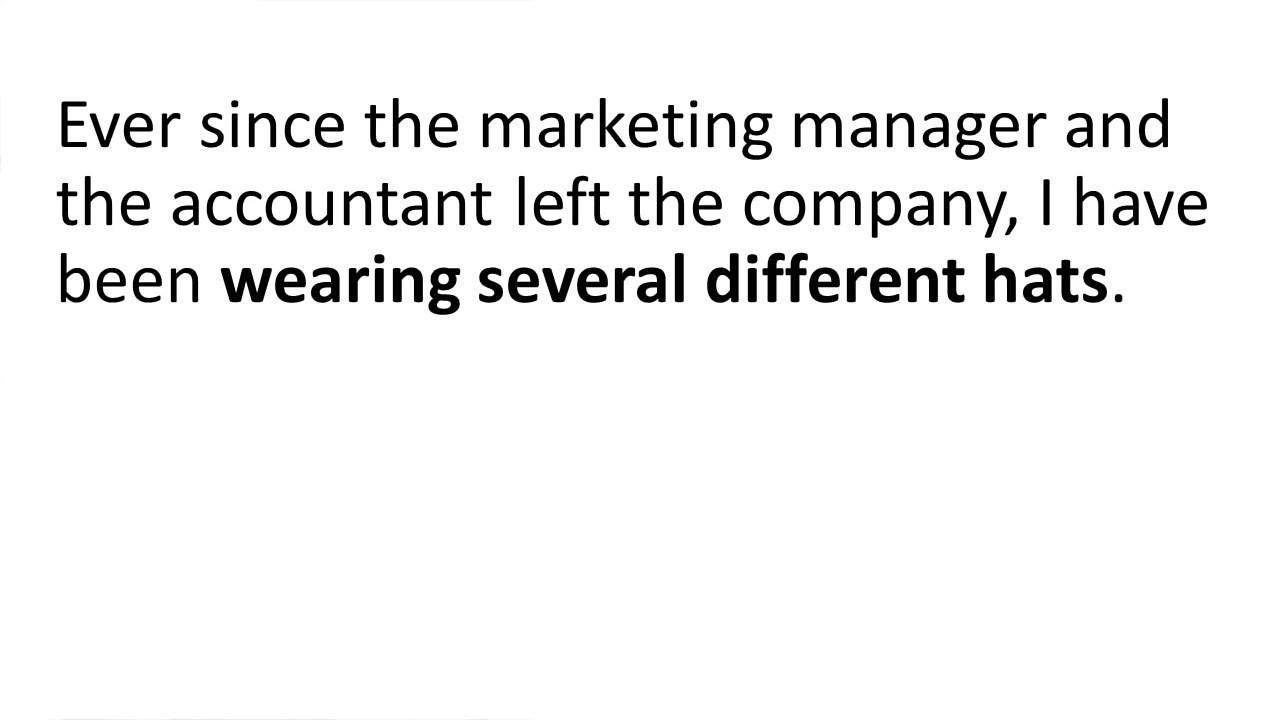 Ever since the marketing manager and
the accountant left the company, I have
been wearing several different hats.